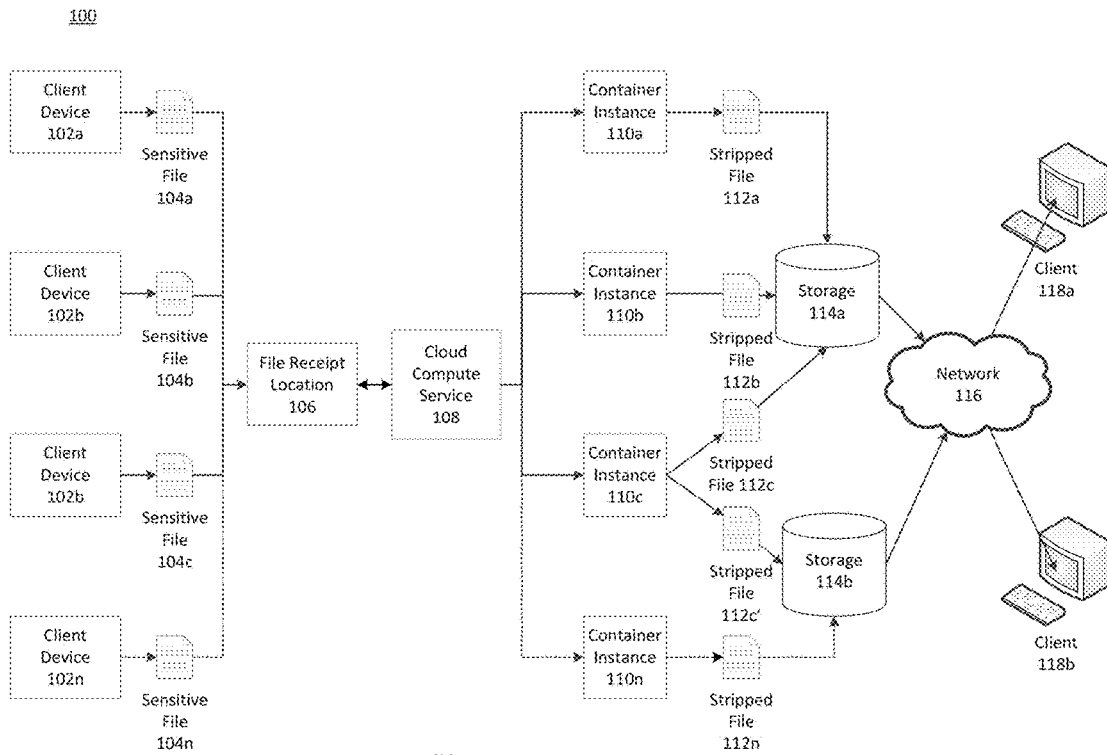 100
Client
Device
102a
Sensitive
File
104a
Client
Device
102b
Sensitive
File
104b
Client
Device
102b
Sensitive
File
104c
Client
Device
102n
Sensitive
File
104n
File Receipt
Location
106
Cloud
Compute
Service
108
Container
Instance
110a
Stripped
File
112a
Container
Instance
110b
Stripped
File
112b
Container
Instance
110c
Stripped
File 112c
Stripped
File
112c'
Container
Instance
110n
Stripped
File
112n
Storage
114a
Storage
114b
Network
116
Client
118a
Client
118b